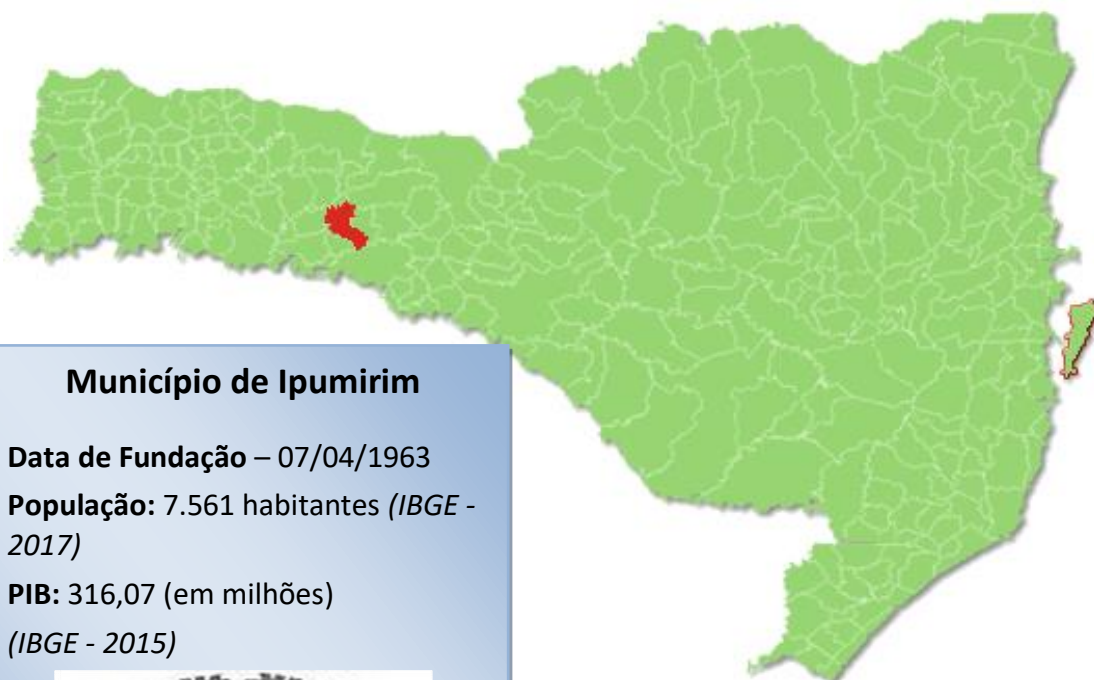 Município de Ipumirim
Data de Fundação – 07/04/1963
População: 7.561 habitantes (IBGE -
2017)
PIB: 316,07 (em milhões)
(IBGE - 2015)